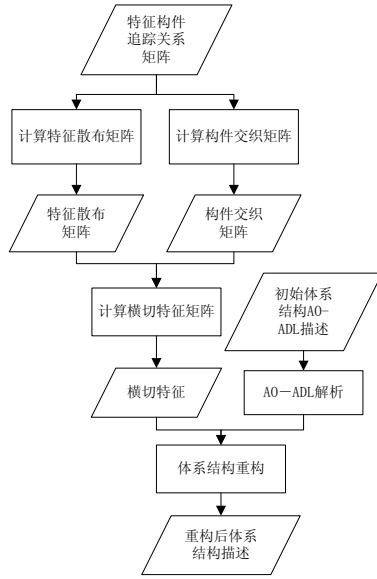 特征构件
追踪关系
矩阵
计算特征散布矩阵
计算构件交织矩阵
特征散布
矩阵
构件交织
矩阵
计算横切特征矩阵
初始体系
结构AO-
ADL描述
横切特征
AO－ADL解析
体系结构重构
重构后体系
结构描述